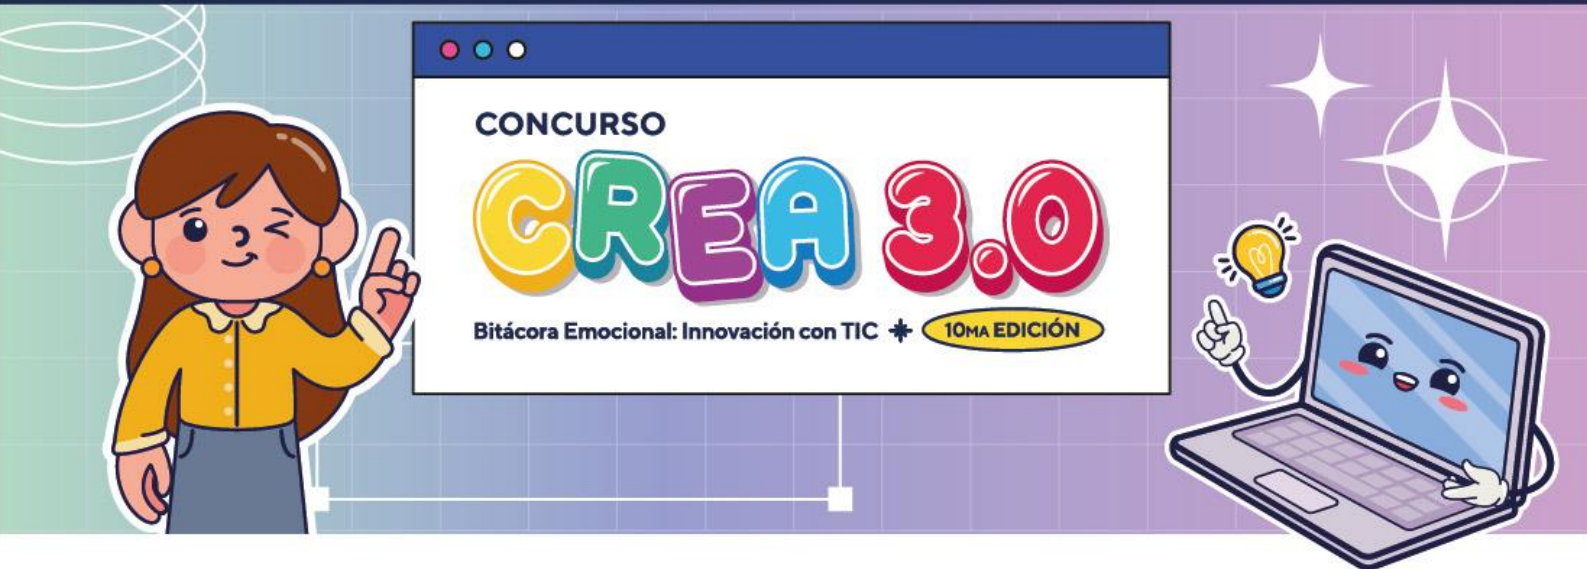 CONCURSO
CREA 3.0
Bitácora Emocional: Innovación con TIC 10MA EDICIÓN